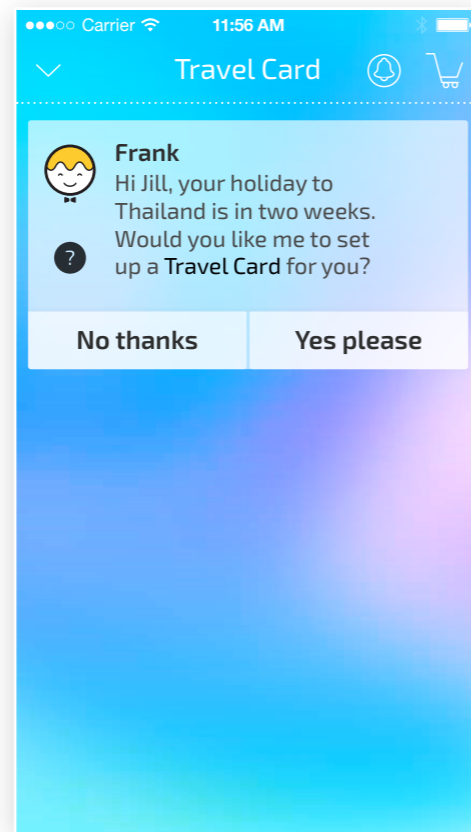 Carrier 11:56 AM
Travel Card
Frank
Hi Jill, your holiday to
Thailand is in two weeks.
Would you like me to set
up a Travel Card for you?
?
No thanks Yes please